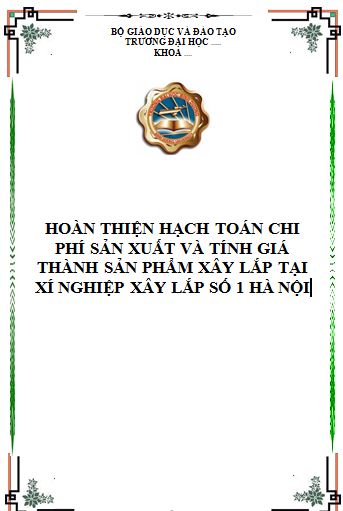 BỘ GIÁO DỤC VÀ ĐÀO TẠO
TRƯỜNG ĐẠI HỌC .....
KHOA ....
HOÀN THIỆN HẠCH TOÁN CHI
PHÍ SẢN XUẤT VÀ TÍNH GIÁ
THÀNH SẢN PHẨM XÂY LẮP TẠI
XÍ NGHIỆP XÂY LẮP SỐ 1 HÀ NỘI